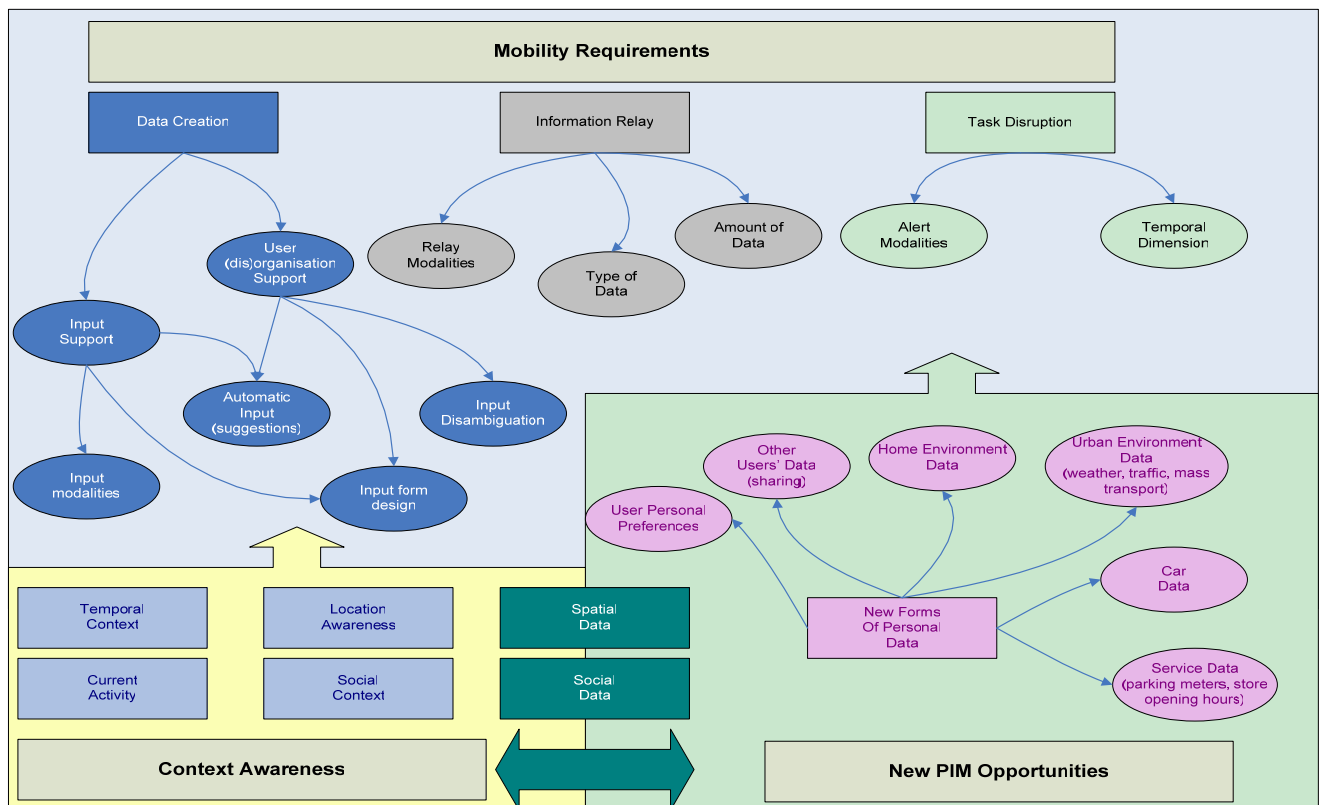 Mobility Requirements
Data Creation
Information Relay
Task Disruption
User
(dis)organisation
Support
Relay
Modalities
Type of
Data
Amount of
Data
Alert
Modalities
Temporal
Dimension
Input
Support
Automatic
Input
(suggestions)
Input
Disambiguation
Input
modalities
Input form
design
Other
Users' Data
(sharing)
Home Environment
Data
Urban Environment
Data
(weather, traffic, mass
transport)
User Personal
Preferences
Car
Data
New Forms
Of Personal
Data
Service Data
(parking meters, store
opening hours)
Temporal
Context
Location
Awareness
Spatial
Data
Current
Activity
Social
Context
Social
Data
Context Awareness
New PIM Opportunities